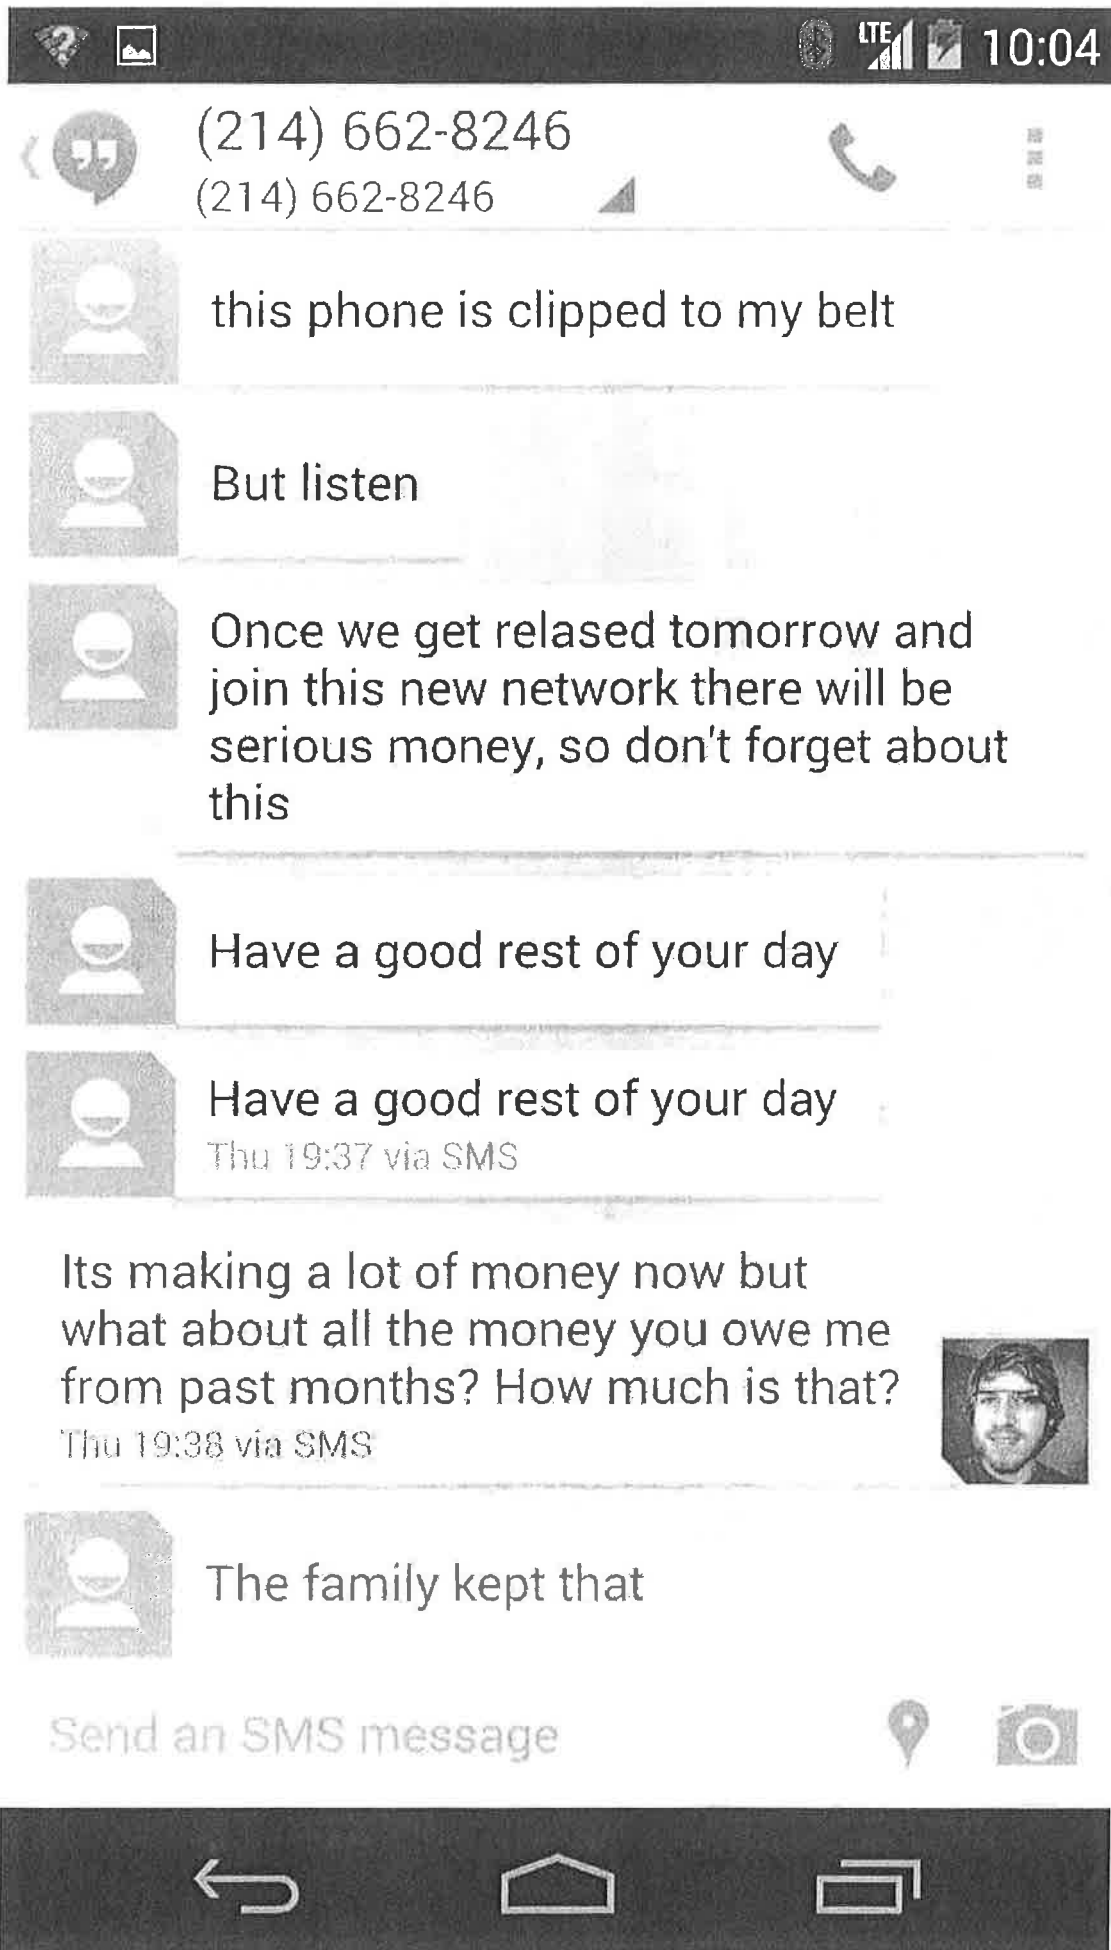 LTE 10:04
(214) 662-8246
(214) 662-8246
this phone is clipped to my belt
But listen
Once we get relased tomorrow and
join this new network there will be
serious money, so don't forget about
this
Have a good rest of your day
Have a good rest of your day
Thu 19:37 via SMS
Its making a lot of money now but
what about all the money you owe me
from past months? How much is that?
Thu 19:38 via SMS
The family kept that
Send an SMS message